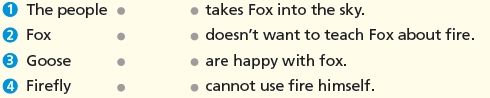 1 The people takes Fox into the sky.
2 Fox doesn't want to teach Fox about fire.
3 Goose are happy with fox.
4 Firefly cannot use fire himself.